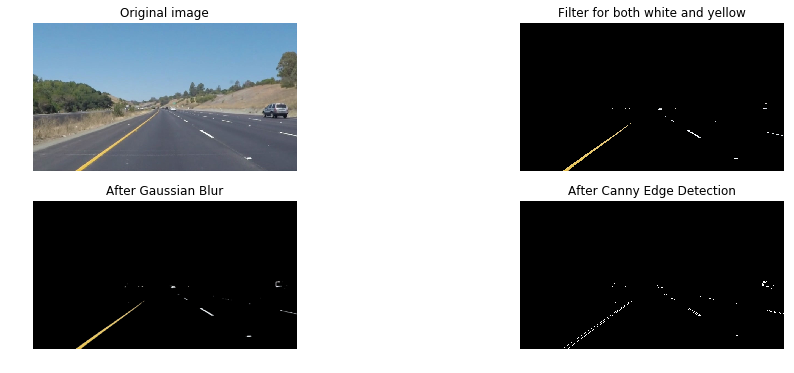 Original image
Filter for both white and yellow
After Gaussian Blur
After Canny Edge Detection